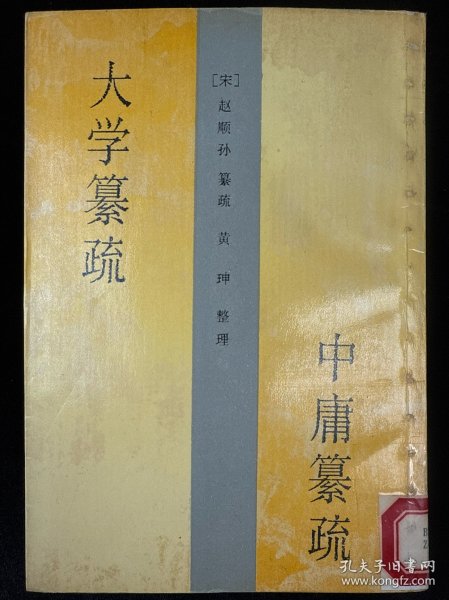 大学纂疏
[宋]赵顺孙 纂疏 黄珅 整理
中庸纂疏
孔夫子旧书网
www.kongfz.com